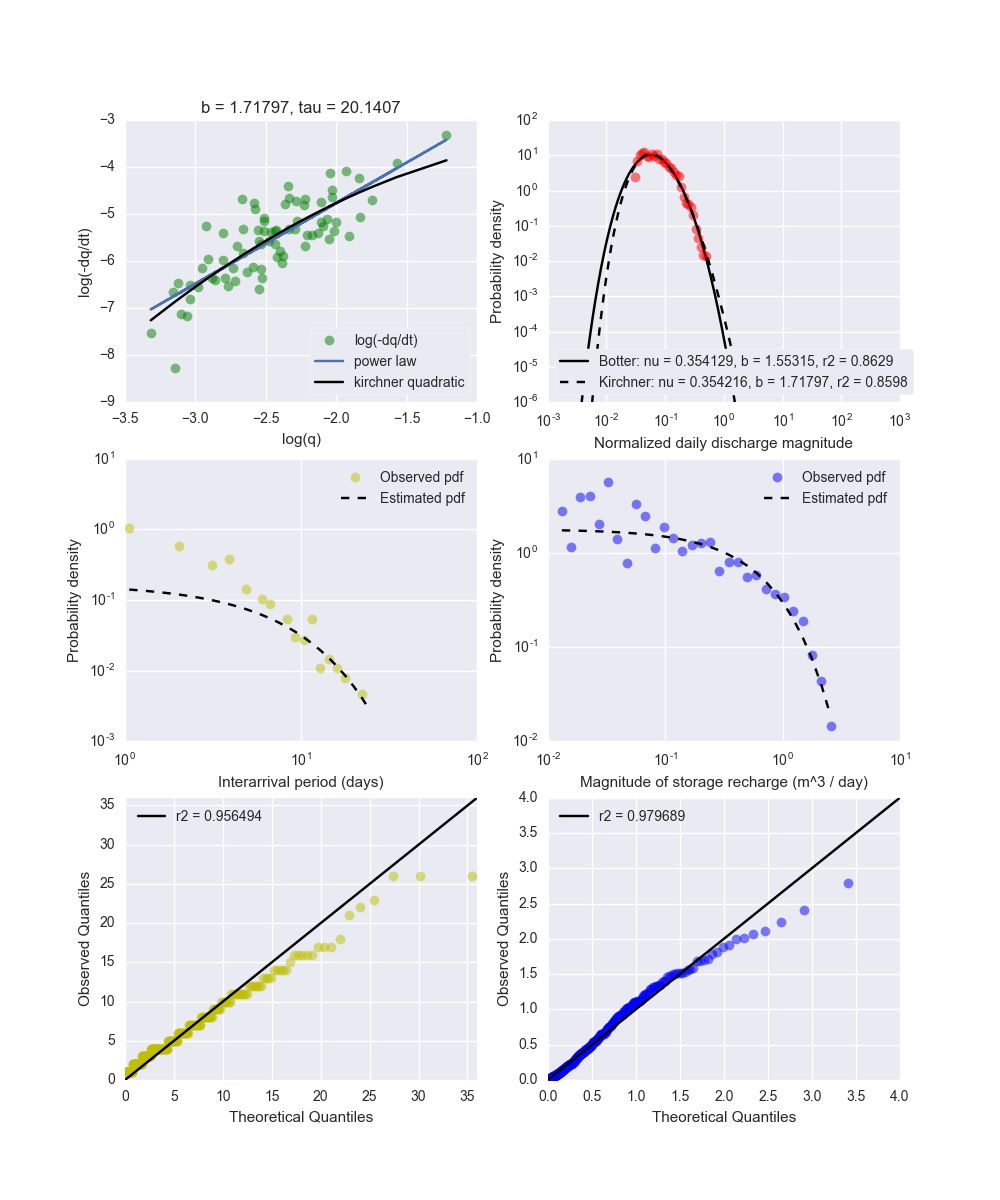 b = 1.71797, tau = 20.1407
−3
−4
−5
−6
−7
−8
−9
log(-dq/dt)
log(-dq/dt)
power law
kirchner quadratic
−3.5 −3.0 −2.5 −2.0 −1.5 −1.0
log(q)
10^2
10^1
10^0
10^-1
10^-2
10^-3
10^-4
10^-5
10^-6
Probability density
Botter: nu = 0.354129, b = 1.55315, r2 = 0.8629
Kirchner: nu = 0.354216, b = 1.71797, r2 = 0.8598
10^-3 10^-2 10^-1 10^0 10^1 10^2 10^3
Normalized daily discharge magnitude
10^1
10^0
10^-1
10^-2
10^-3
Probability density
Observed pdf
Estimated pdf
10^0 10^1 10^2
Interarrival period (days)
10^1
10^0
10^-1
10^-2
Probability density
Observed pdf
Estimated pdf
10^-2 10^-1 10^0 10^1
Magnitude of storage recharge (m^3 / day)
35
30
25
20
15
10
5
0
Observed Quantiles
r2 = 0.956494
0 5 10 15 20 25 30 35
Theoretical Quantiles
4.0
3.5
3.0
2.5
2.0
1.5
1.0
0.5
0.0
Observed Quantiles
r2 = 0.979689
0.0 0.5 1.0 1.5 2.0 2.5 3.0 3.5 4.0
Theoretical Quantiles